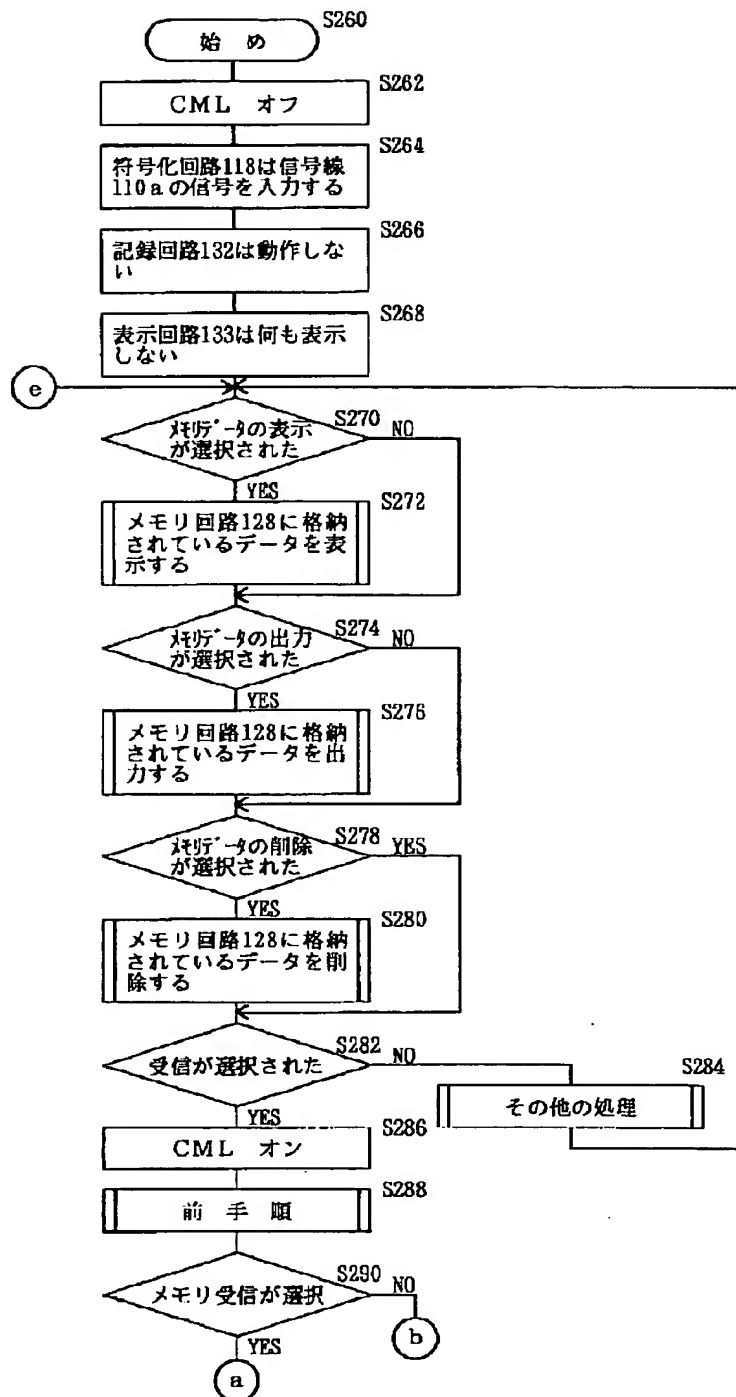 S260
始 め
S262
CML オフ
S264
符号化回路118は信号線
110aの信号を入力する
S266
記録回路132は動作しな
い
S268
表示回路133は何も表示
しない
e
S270
ﾒﾓﾘﾃﾞｰﾀの表示
が選択された
NO
YES
S272
メモリ回路128に格納
されているデータを表
示する
S274
ﾒﾓﾘﾃﾞｰﾀの出力
が選択された
NO
YES
S276
メモリ回路128に格納
されているデータを出
力する
S278
ﾒﾓﾘﾃﾞｰﾀの削除
が選択された
YES
YES
S280
メモリ回路128に格納
されているデータを削
除する
S282
受信が選択された
NO
YES
S284
その他の処理
S286
CML オン
S288
前 手 順
S290
メモリ受信が選択
NO
b
YES
a